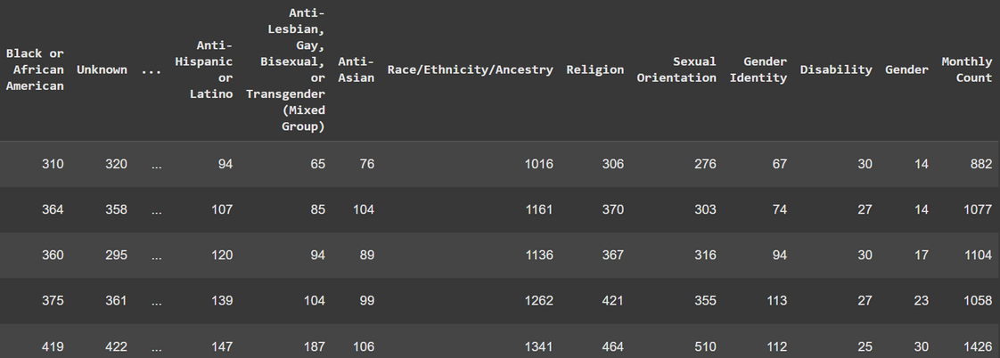 Black or African American Unknown ... Anti-Hispanic or Latino Anti-Lesbian, Gay, Bisexual, or Transgender (Mixed Group) Anti-Asian Race/Ethnicity/Ancestry Religion Sexual Orientation Gender Identity Disability Gender Monthly Count
310 320 ... 94 65 76 1016 306 276 67 30 14 882
364 358 ... 107 85 104 1161 370 303 74 27 14 1077
360 295 ... 120 94 89 1136 367 316 94 30 17 1104
375 361 ... 139 104 99 1262 421 355 113 27 23 1058
419 422 ... 147 187 106 1341 464 510 112 25 30 1426